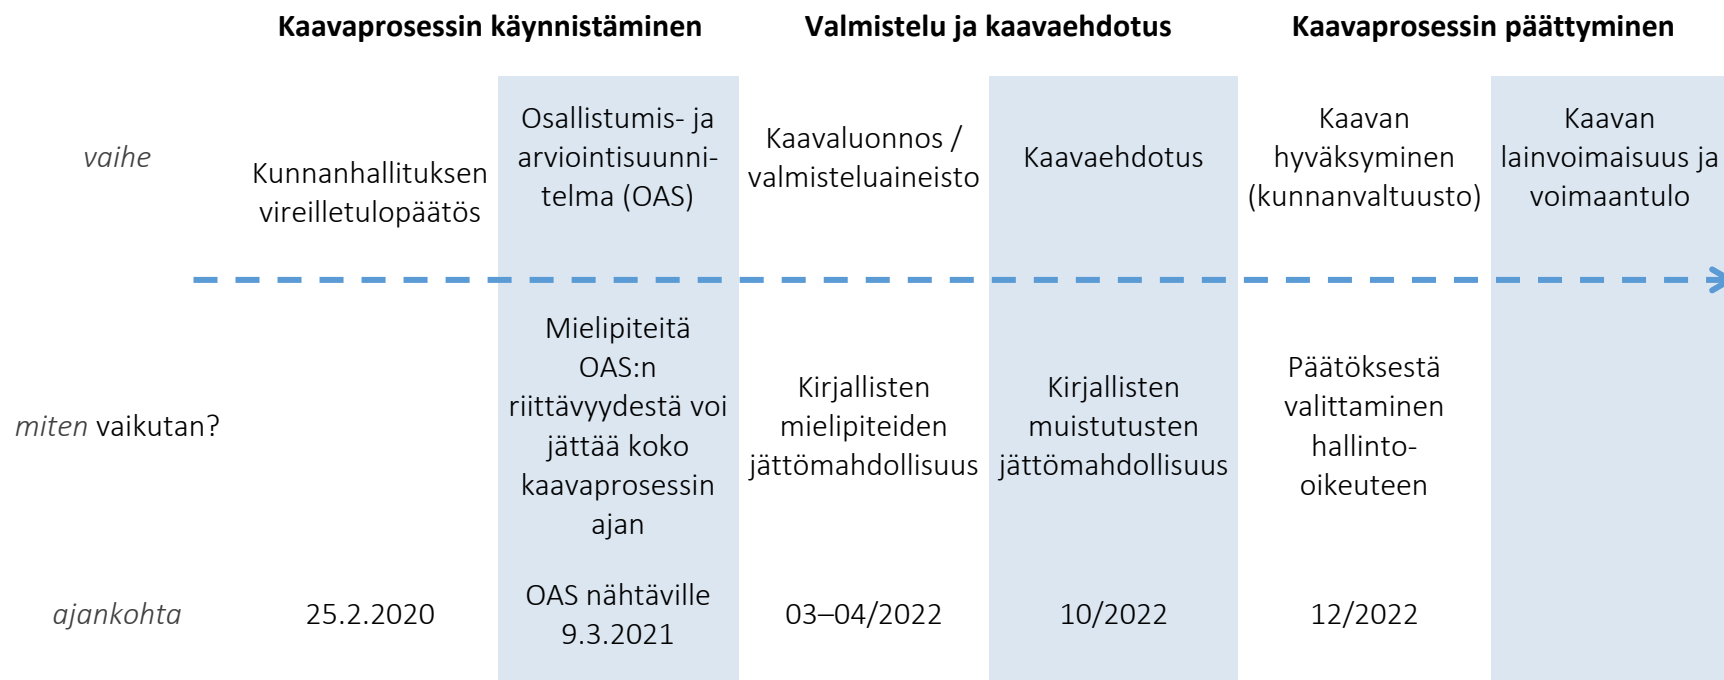 Kaavaprosessin käynnistäminen
Valmistelu ja kaavaehdotus
Kaavaprosessin päättyminen
vaihe
Kunnanhallituksen
vireilletulopäätös
Osallistumis- ja
arviointisuunni-
telma (OAS)
Kaavaluonnos /
valmisteluaineisto
Kaavaehdotus
Kaavan
hyväksyminen
(kunnanvaltuusto)
Kaavan
lainvoimaisuus ja
voimaantulo
miten vaikutan?
Mielipiteitä
OAS:n
riittävyydestä voi
jättää koko
kaavaprosessin
ajan
Kirjallisten
mielipiteiden
jättömahdollisuus
Kirjallisten
muistutusten
jättömahdollisuus
Päätöksestä
valittaminen
hallinto-
oikeuteen
ajankohta
25.2.2020
OAS nähtäville
9.3.2021
03–04/2022
10/2022
12/2022